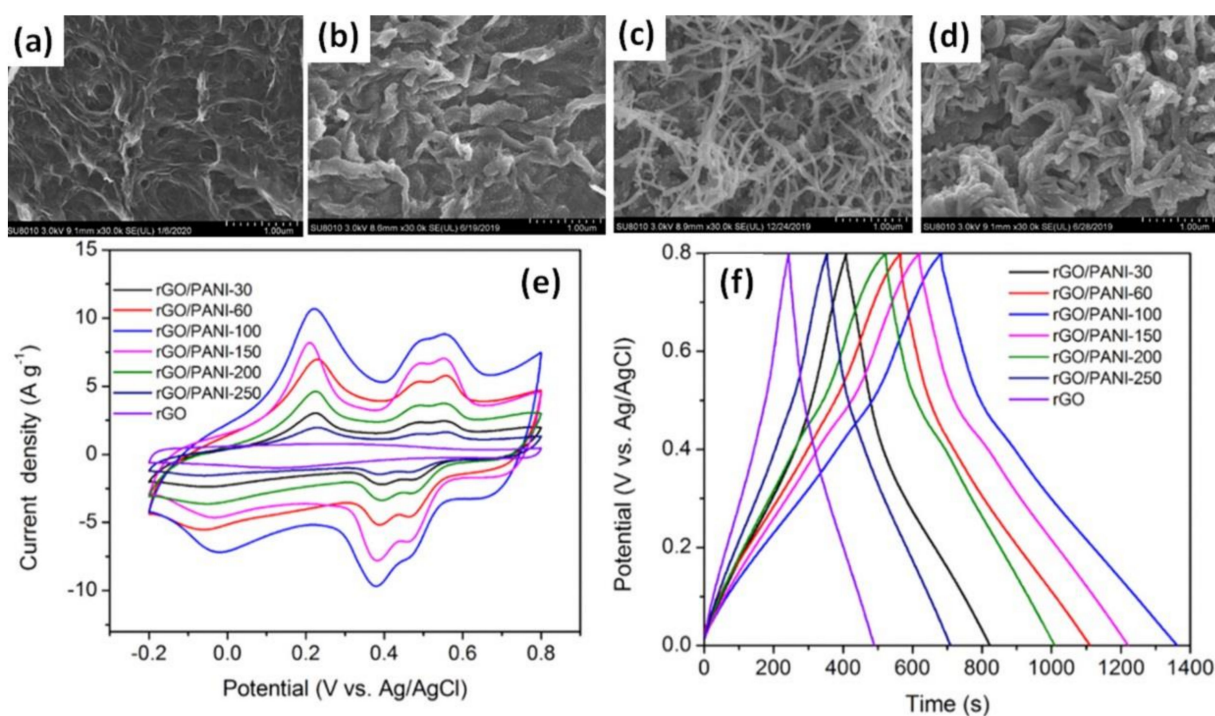 (a)
(b)
(c)
(d)
SU8010 3.0kV 9.1mm x30.0k SE(UL) 1/6/2020 1.00um
SU8010 3.0kV 8.6mm x30.0k SE(UL) 6/19/2019 1.00um
SU8010 3.0kV 8.9mm x30.0k SE(UL) 12/24/2019 1.00um
SU8010 3.0kV 9.1mm x30.0k SE(UL) 6/28/2019 1.00um
(e)
15
10
5
0
-5
-10
Current density (A g⁻¹)
rGO/PANI-30
rGO/PANI-60
rGO/PANI-100
rGO/PANI-150
rGO/PANI-200
rGO/PANI-250
rGO
-0.2 0.0 0.2 0.4 0.6 0.8
Potential (V vs. Ag/AgCl)
(f)
0.8
0.6
0.4
0.2
0.0
Potential (V vs. Ag/AgCl)
rGO/PANI-30
rGO/PANI-60
rGO/PANI-100
rGO/PANI-150
rGO/PANI-200
rGO/PANI-250
rGO
0 200 400 600 800 1000 1200 1400
Time (s)